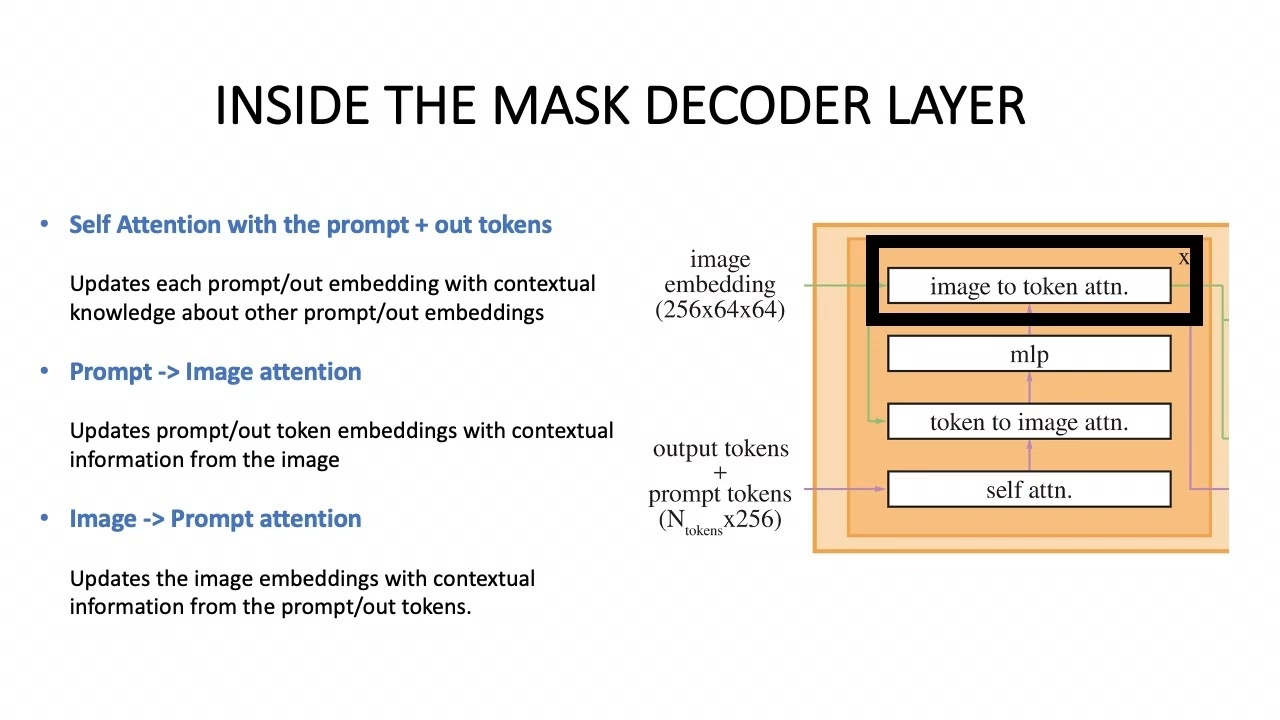 INSIDE THE MASK DECODER LAYER
• Self Attention with the prompt + out tokens
Updates each prompt/out embedding with contextual
knowledge about other prompt/out embeddings
• Prompt -> Image attention
Updates prompt/out token embeddings with contextual
information from the image
• Image -> Prompt attention
Updates the image embeddings with contextual
information from the prompt/out tokens.
image
embedding
(256x64x64)
output tokens
+
prompt tokens
(Ntokensx256)
x
image to token attn.
mlp
token to image attn.
self attn.